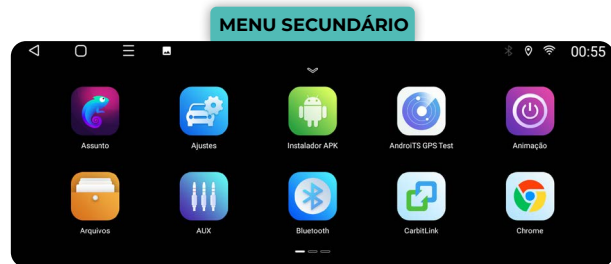 MENU SECUNDÁRIO
00:55
Assunto
Ajustes
Instalador APK
AndroiTS GPS Test
Animação
Arquivos
AUX
Bluetooth
CarbitLink
Chrome